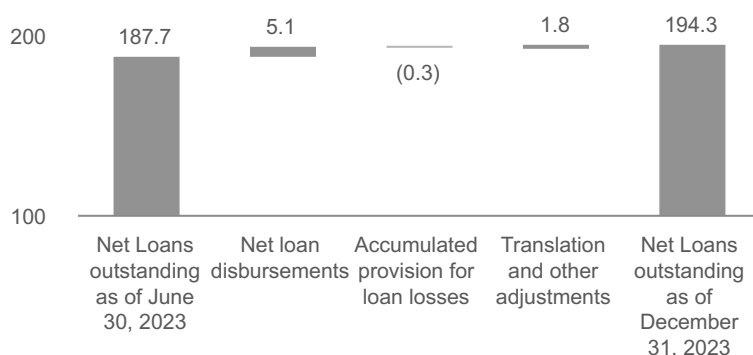 200
187.7
5.1
(0.3)
1.8
194.3
100
Net Loans
outstanding
as of June
30, 2023
Net loan
disbursements
Accumulated
provision for
loan losses
Translation
and other
adjustments
Net Loans
outstanding
as of
December
31, 2023